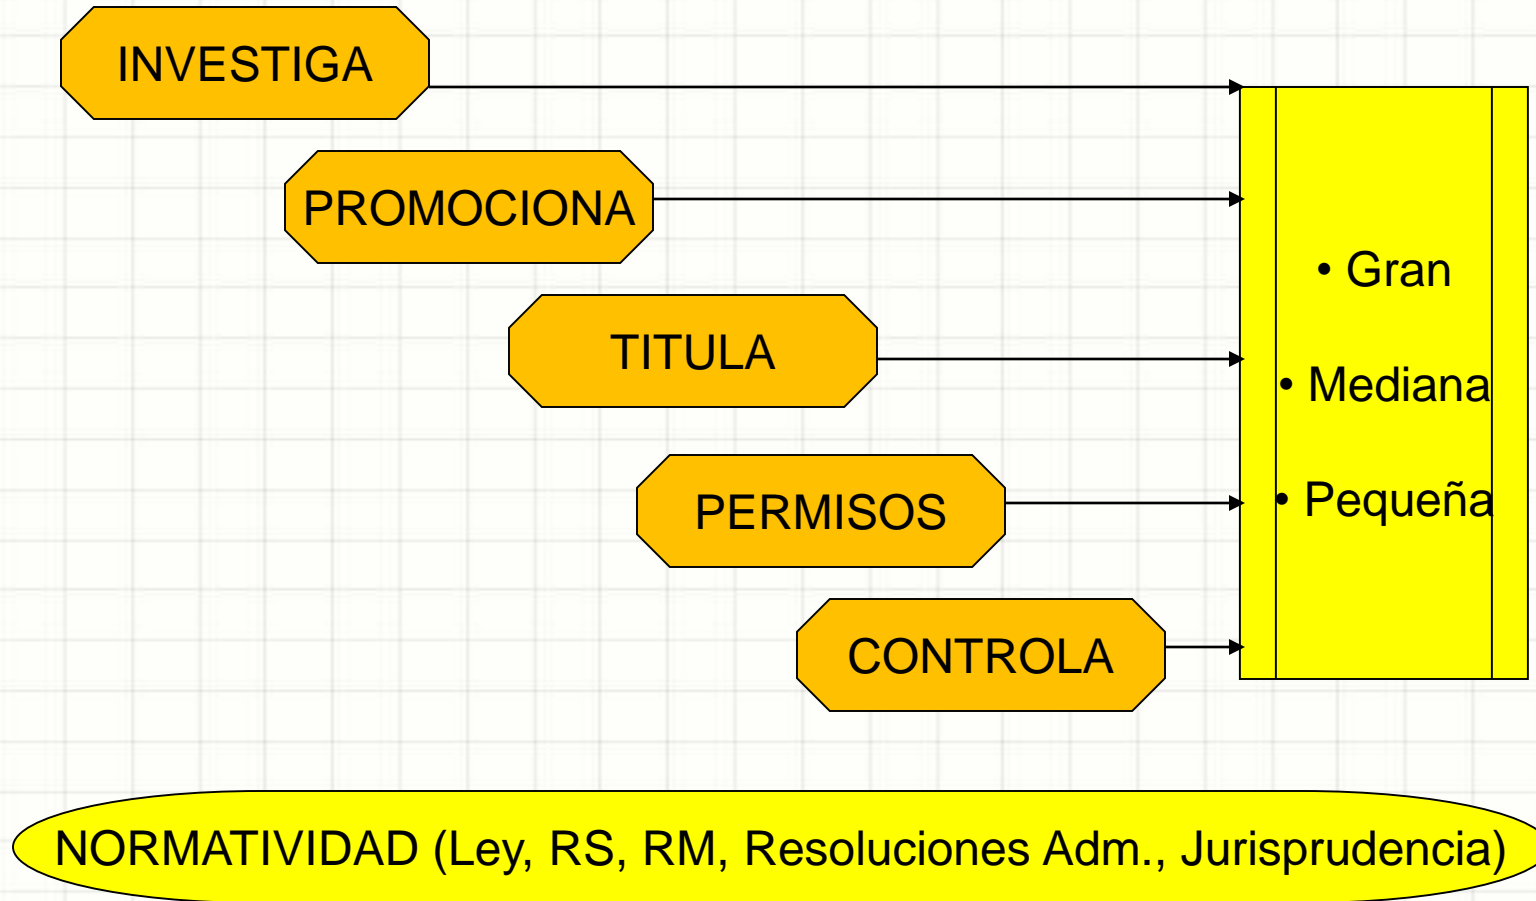 INVESTIGA
PROMOCIONA
TITULA
PERMISOS
CONTROLA
• Gran
• Mediana
• Pequeña
NORMATIVIDAD (Ley, RS, RM, Resoluciones Adm., Jurisprudencia)